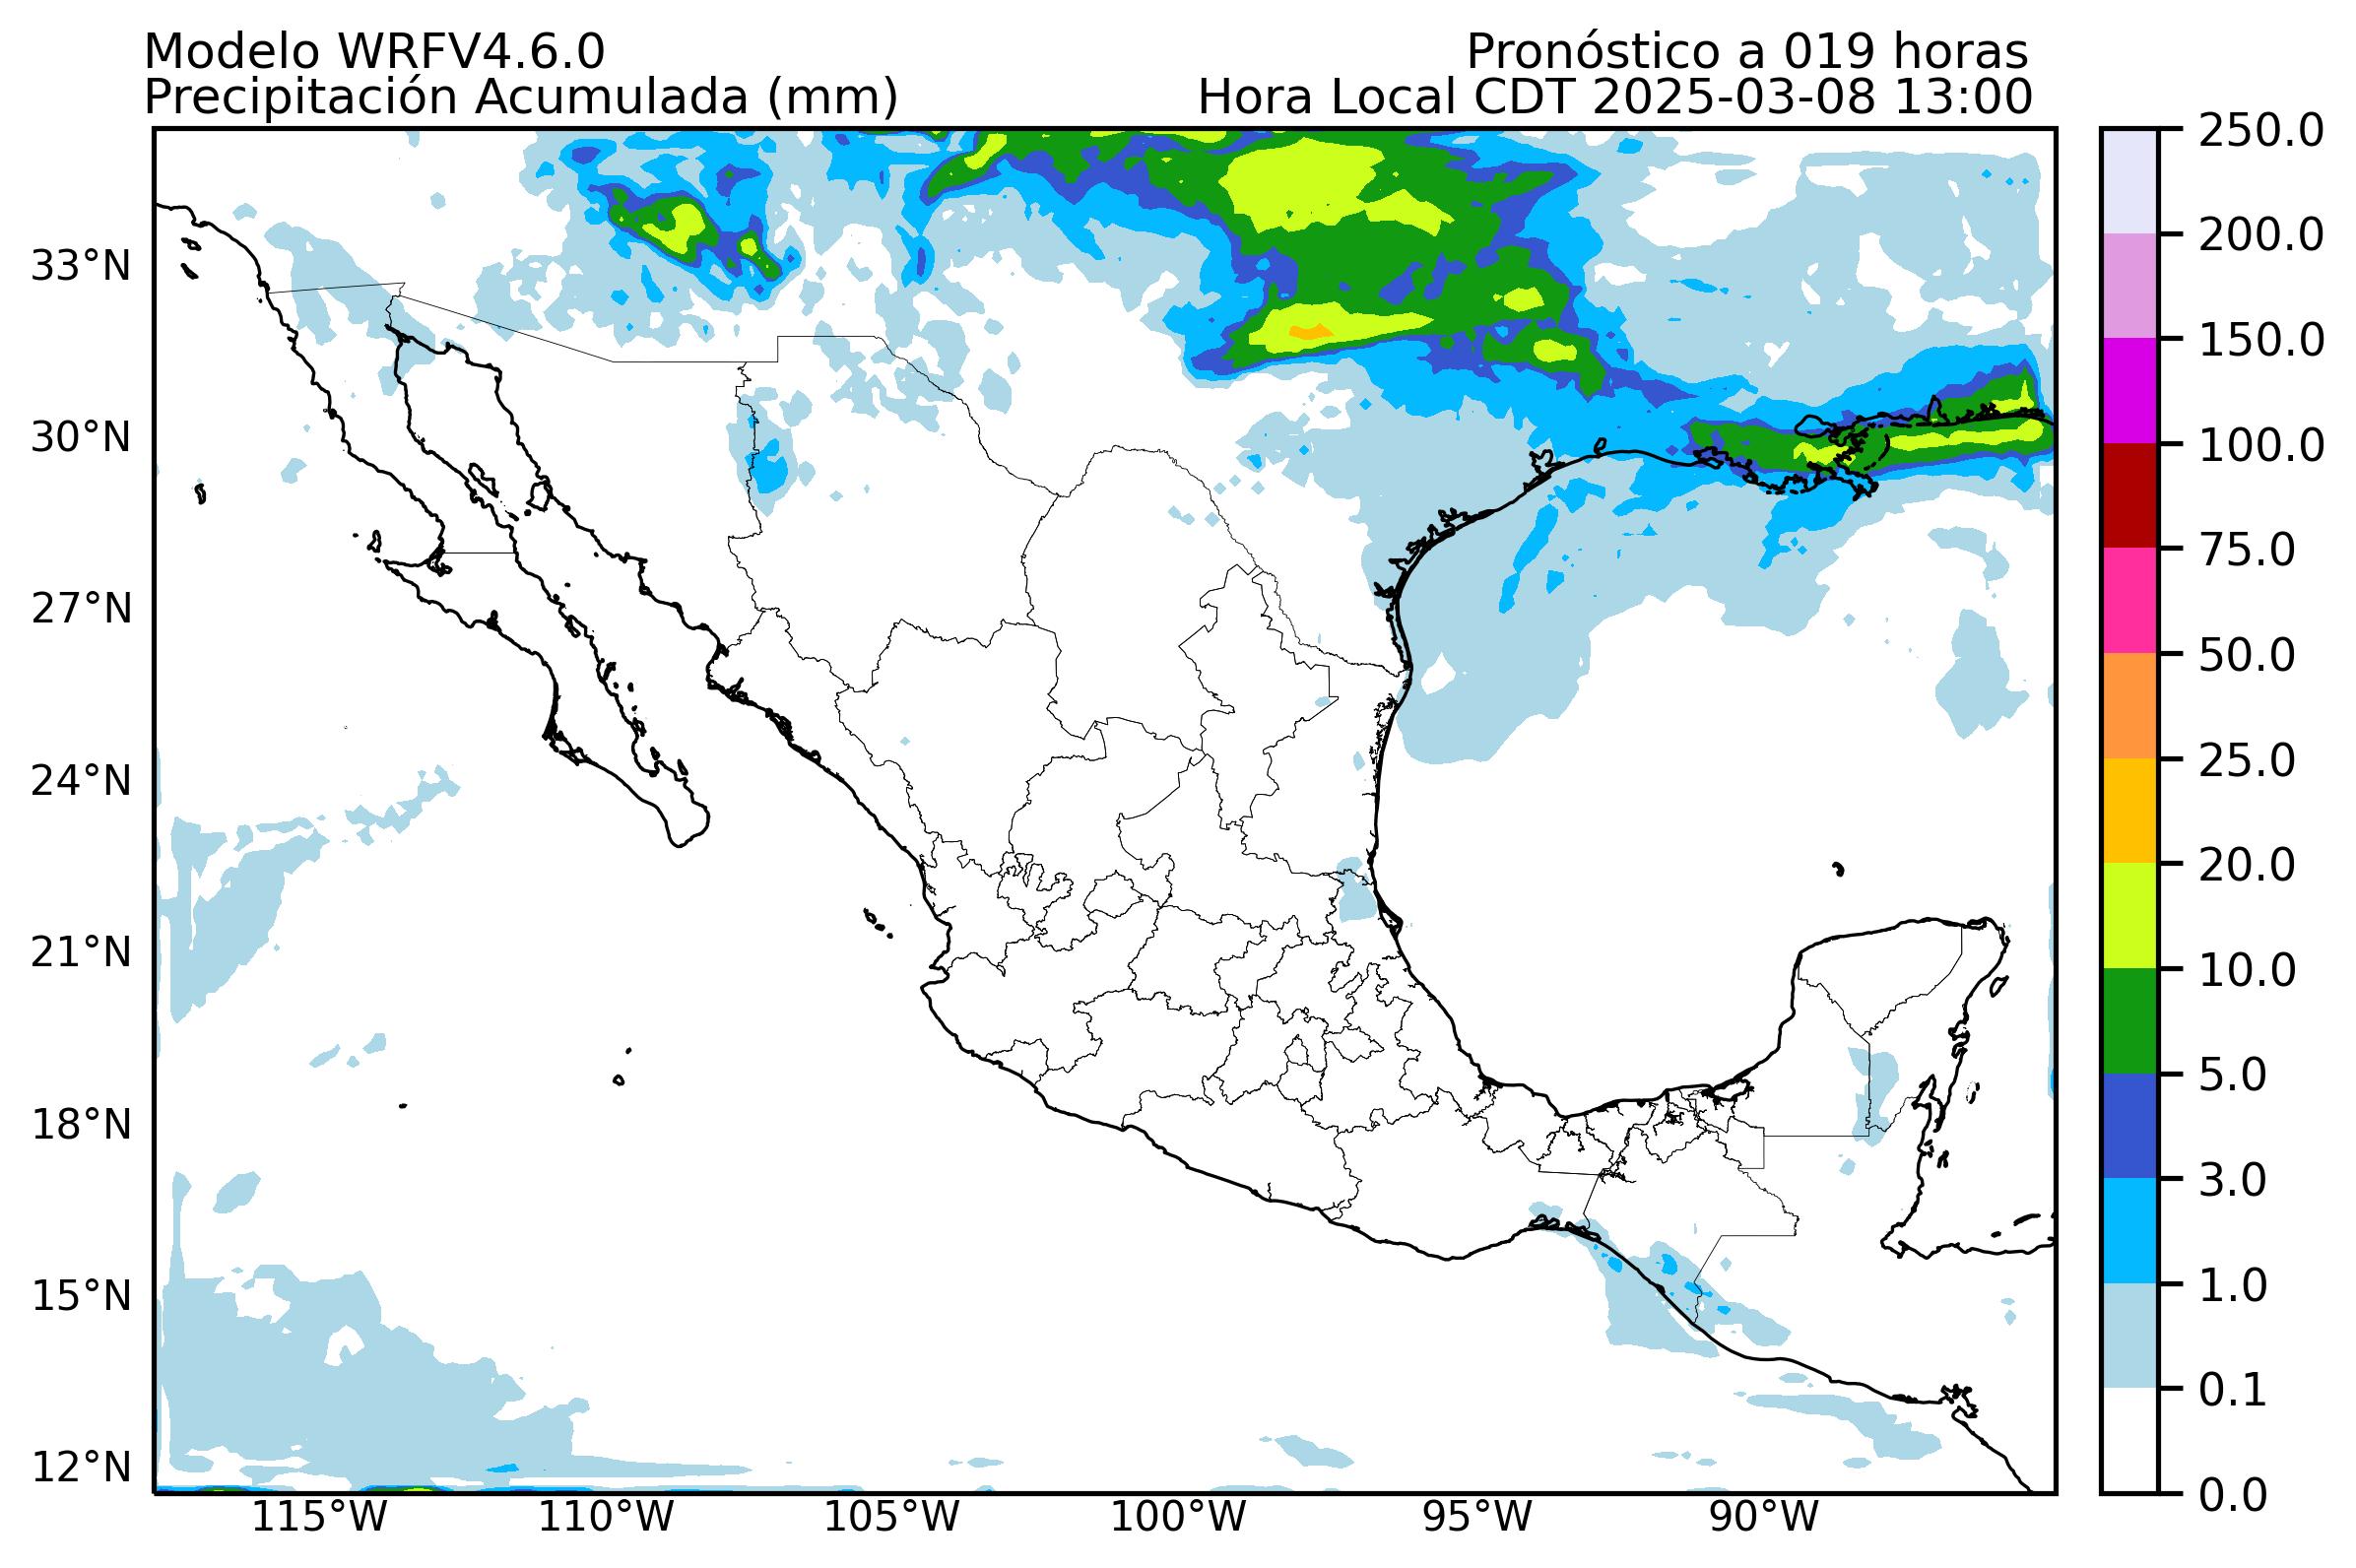 Modelo WRFV4.6.0
Pronóstico a 019 horas
Precipitación Acumulada (mm)
Hora Local CDT 2025-03-08 13:00
33°N
30°N
27°N
24°N
21°N
18°N
15°N
12°N
115°W
110°W
105°W
100°W
95°W
90°W
250.0
200.0
150.0
100.0
75.0
50.0
25.0
20.0
10.0
5.0
3.0
1.0
0.1
0.0